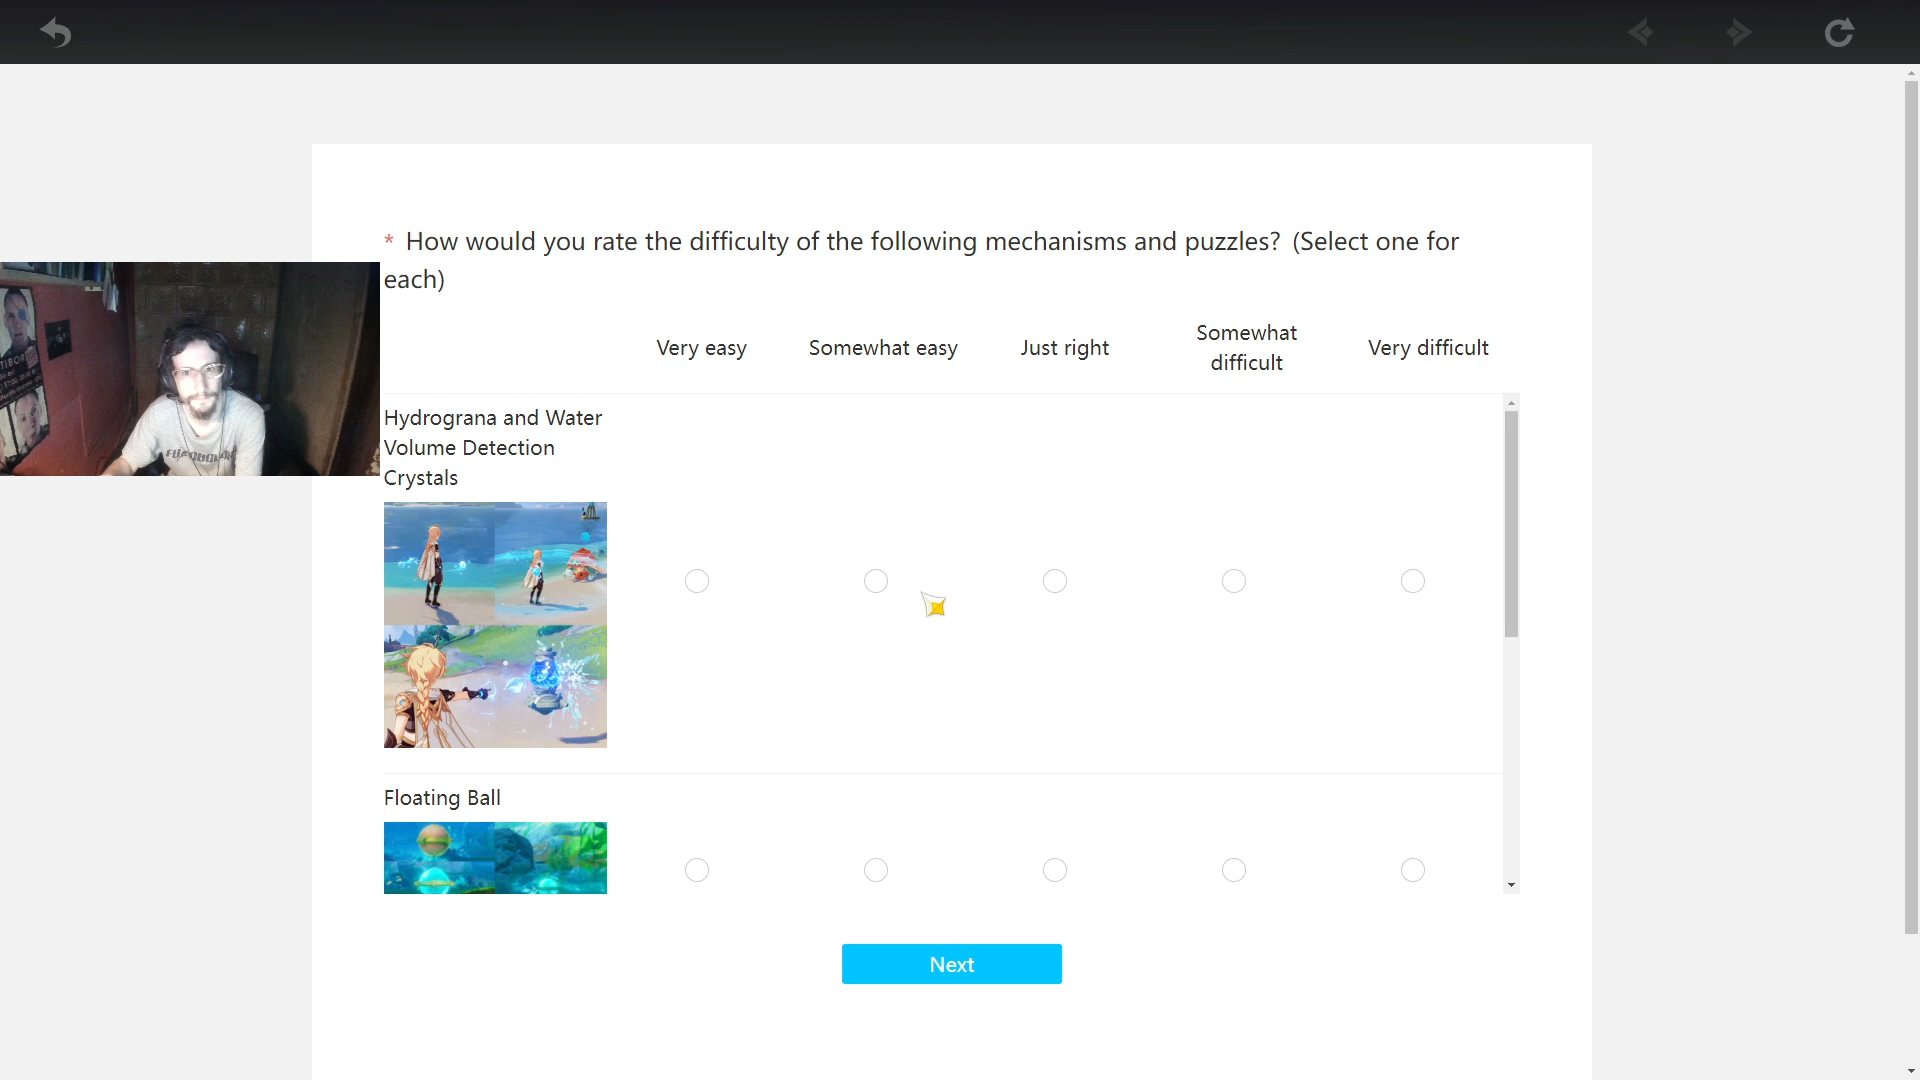 * How would you rate the difficulty of the following mechanisms and puzzles? (Select one for
each)
Very easy
Somewhat easy
Just right
Somewhat
difficult
Very difficult
Hydrograna and Water
Volume Detection
Crystals
Floating Ball
Next
TIBOR